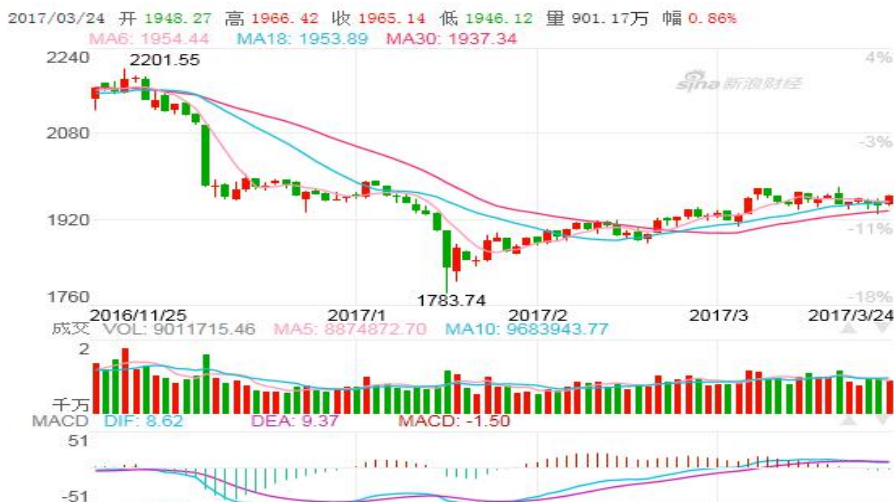 2017/03/24 开 1948.27 高 1966.42 收 1965.14 低 1946.12 量 901.17万 幅 0.86%
MA6: 1954.44 MA18: 1953.89 MA30: 1937.34
2240 2201.55 4%
sina 新浪财经
2080 -3%
1920 -11%
1760 1783.74 -18%
2016/11/25 2017/1 2017/2 2017/3 2017/3/24
成交 VOL: 9011715.46 MA5: 8874872.70 MA10: 9683943.77
2
千万
MACD DIF: 8.62 DEA: 9.37 MACD: -1.50
51
-51